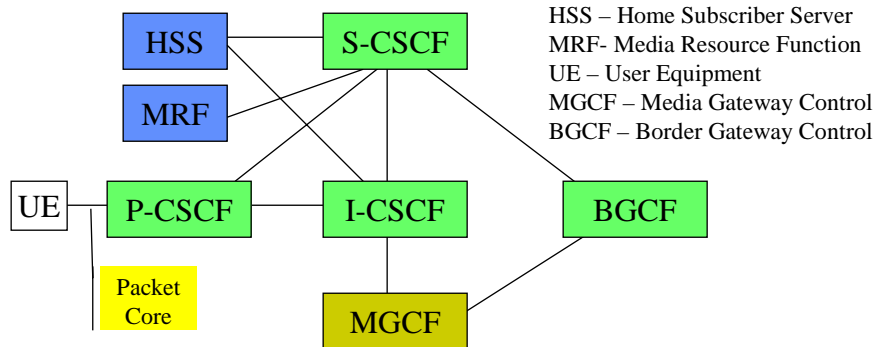 HSS
S-CSCF
HSS – Home Subscriber Server
MRF- Media Resource Function
UE – User Equipment
MGCF – Media Gateway Control
BGCF – Border Gateway Control
MRF
UE
P-CSCF
I-CSCF
BGCF
Packet
Core
MGCF